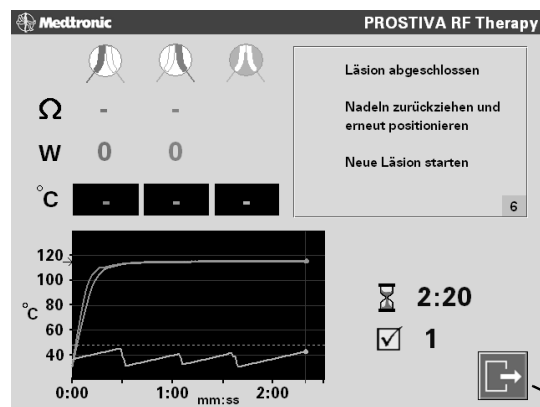 Medtronic
PROSTIVA RF Therapy
Läsion abgeschlossen
Nadeln zurückziehen und
erneut positionieren
Neue Läsion starten
6
Ω - -
W 0 0
°C - - -
120
100
°C 80
60
40
0:00 1:00 mm:ss 2:00
2:20
1